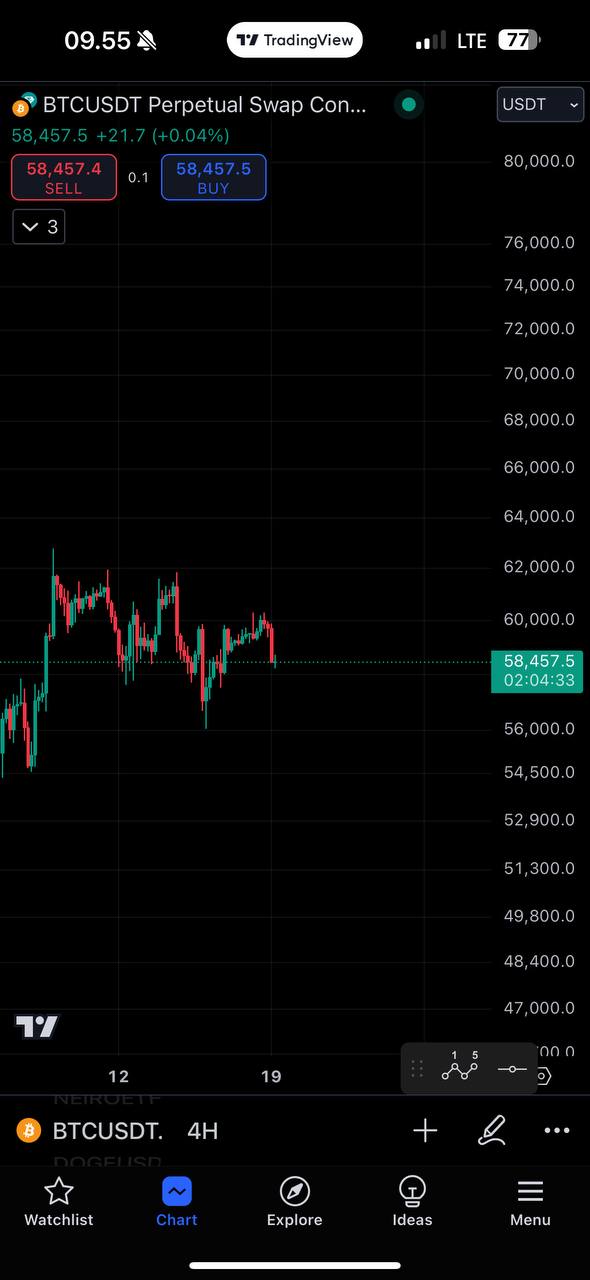 09.55 TradingView LTE 77
BTCUSDT Perpetual Swap Con... USDT
58,457.5 +21.7 (+0.04%)
58,457.4 SELL 0.1 58,457.5 BUY
3
80,000.0
76,000.0
74,000.0
72,000.0
70,000.0
68,000.0
66,000.0
64,000.0
62,000.0
60,000.0
58,457.5
02:04:33
56,000.0
54,500.0
52,900.0
51,300.0
49,800.0
48,400.0
47,000.0
1 5
12 19
NEIROETF
BTCUSDT. 4H
DOGEUSD
Watchlist Chart Explore Ideas Menu